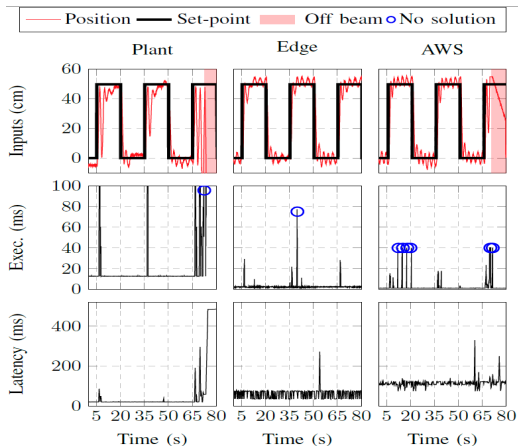 Position Set-point Off beam No solution
Plant Edge AWS
Inputs (cm)
60
40
20
0
Exec. (ms)
100
80
60
40
20
0
Latency (ms)
400
200
0
5 20 35 50 65 80 5 20 35 50 65 80 5 20 35 50 65 80
Time (s) Time (s) Time (s)